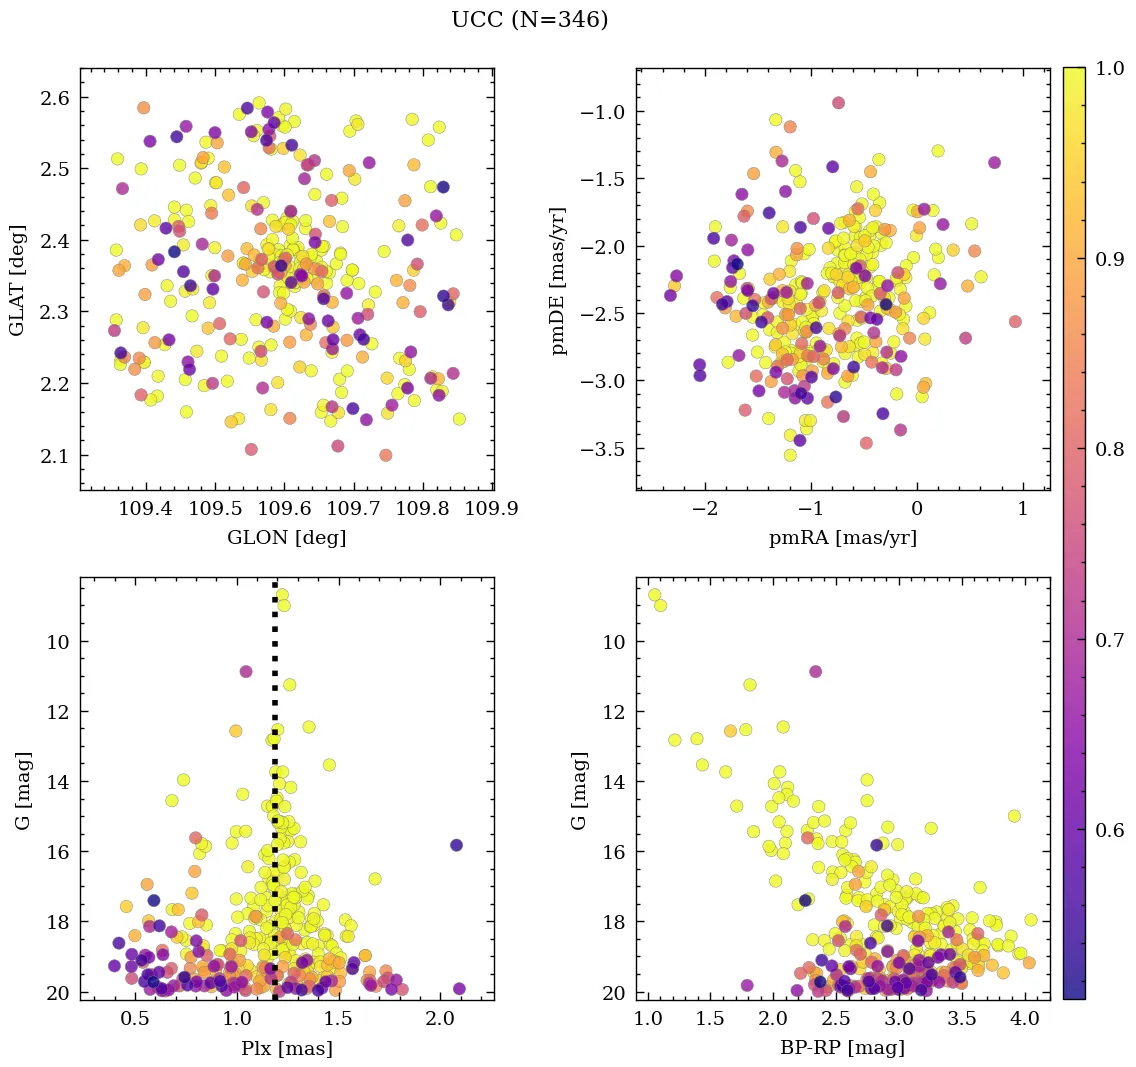 UCC (N=346)
2.6
2.5
2.4
2.3
2.2
2.1
GLAT [deg]
109.4 109.5 109.6 109.7 109.8 109.9
GLON [deg]
−1.0
−1.5
−2.0
−2.5
−3.0
−3.5
pmDE [mas/yr]
−2 −1 0 1
pmRA [mas/yr]
1.0
0.9
0.8
0.7
0.6
10
12
14
16
18
20
G [mag]
0.5 1.0 1.5 2.0
Plx [mas]
10
12
14
16
18
20
G [mag]
1.0 1.5 2.0 2.5 3.0 3.5 4.0
BP-RP [mag]